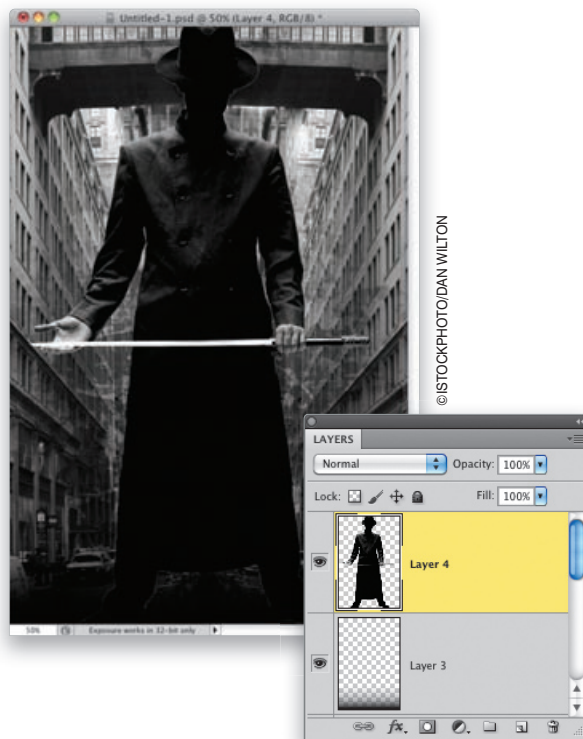 Untitled-1.psd @ 50% (Layer 4, RGB/8) *
©ISTOCKPHOTO/DAN WILTON
50% Exposure works in 32-bit only
LAYERS
Normal Opacity: 100%
Lock: Fill: 100%
Layer 4
Layer 3
fx